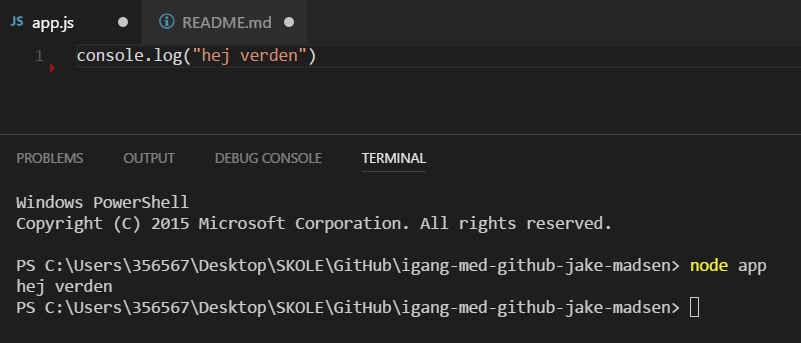 JS app.js README.md
1 console.log("hej verden")
PROBLEMS OUTPUT DEBUG CONSOLE TERMINAL
Windows PowerShell
Copyright (C) 2015 Microsoft Corporation. All rights reserved.
PS C:\Users\356567\Desktop\SKOLE\GitHub\igang-med-github-jake-madsen> node app
hej verden
PS C:\Users\356567\Desktop\SKOLE\GitHub\igang-med-github-jake-madsen>